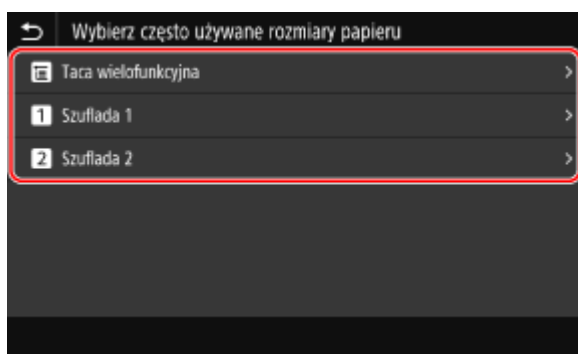 Wybierz często używane rozmiary papieru
Taca wielofunkcyjna
1 Szuflada 1
2 Szuflada 2